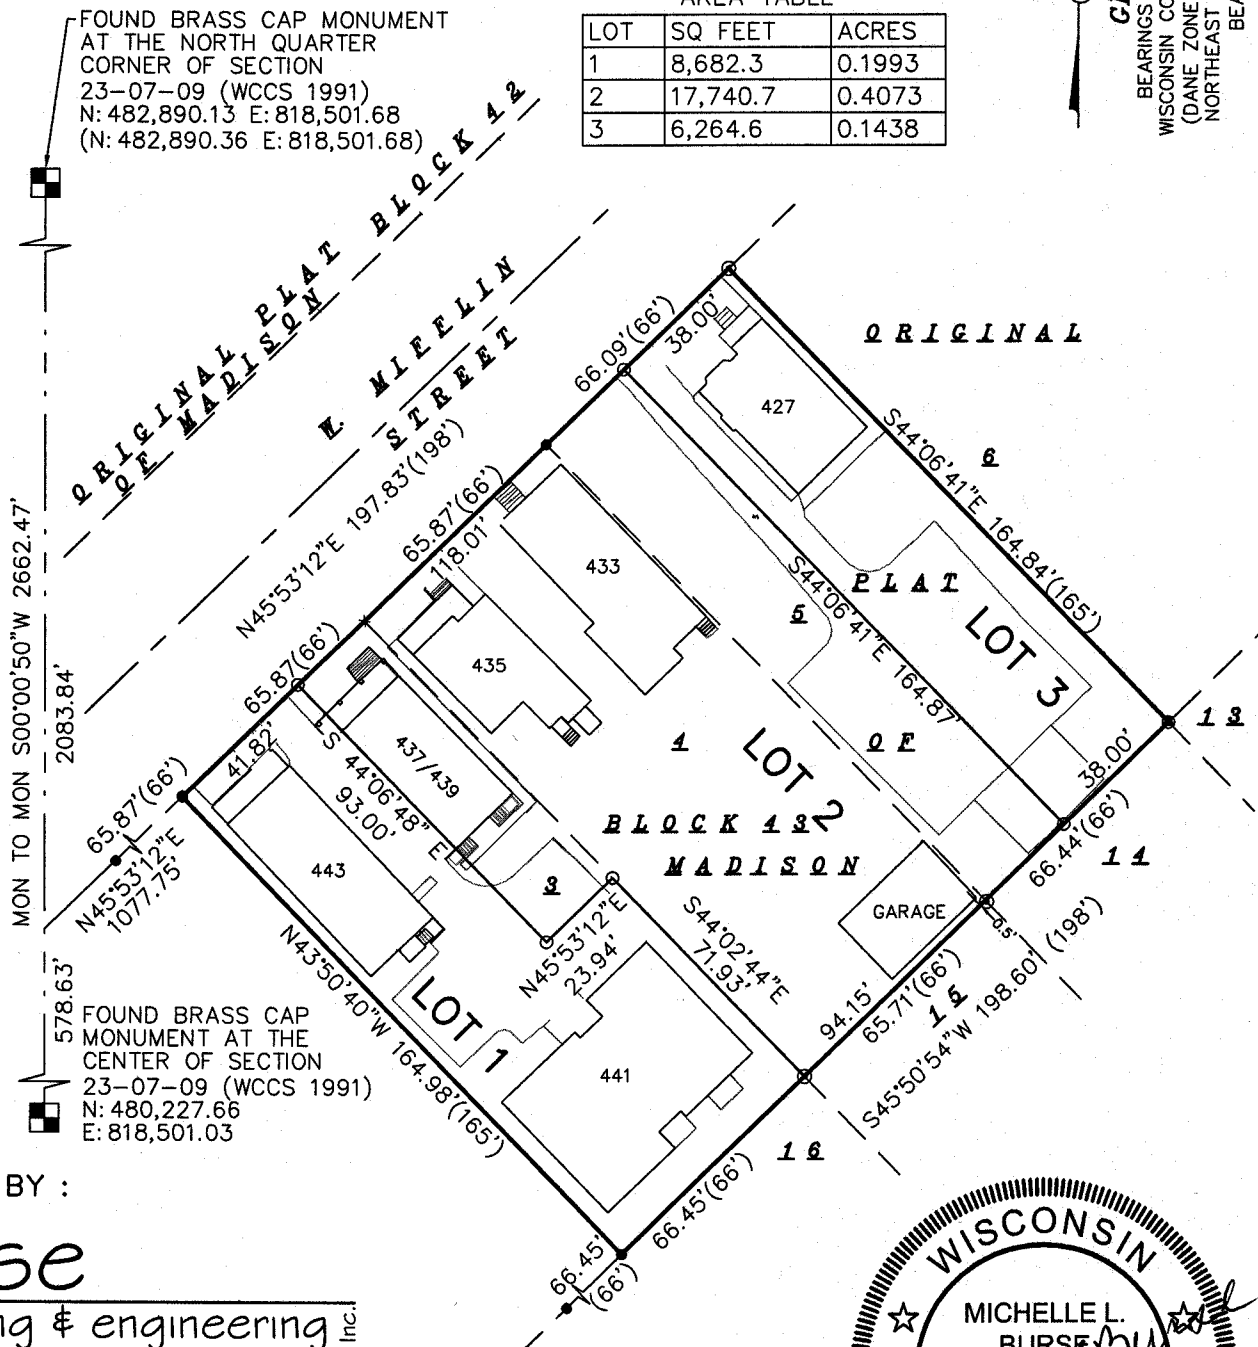 FOUND BRASS CAP MONUMENT
AT THE NORTH QUARTER
CORNER OF SECTION
23-07-09 (WCCS 1991)
N: 482,890.13 E: 818,501.68
(N: 482,890.36 E: 818,501.68)
AREA TABLE
LOT SQ FEET ACRES
1 8,682.3 0.1993
2 17,740.7 0.4073
3 6,264.6 0.1438
BEARINGS
WISCONSIN CO
(DANE ZONE
NORTHEAST
BEA
ORIGINAL PLAT BLOCK 42
OF MADISON
W. MIFFLIN
STREET
N45°53'12"E 197.83'(198')
66.09'(66')
38.00'
65.87'(66')
118.01'
65.87'(66')
41.82'
65.87'(66')
N45°53'12"E
1077.75'
MON TO MON S00°00'50"W 2662.47'
2083.84'
578.63'
ORIGINAL
6
427
S44°06'41"E 164.84'(165')
433
PLAT
LOT 3
5
S44°06'41"E 164.87'
435
OF
13
4
LOT 2
38.00'
437/439
S 44°06'48" E
93.00'
BLOCK 43
MADISON
66.44'(66')
14
443
3
GARAGE
0.5'
N45°53'12"E
23.94'
S44°02'44"E
71.93'
94.15'
65.71'(66')
15
S45°50'54"W 198.60' (198')
N43°50'40"W 164.98'(165')
LOT 1
441
16
66.45'(66')
66.45'
(66')
FOUND BRASS CAP
MONUMENT AT THE
CENTER OF SECTION
23-07-09 (WCCS 1991)
N: 480,227.66
E: 818,501.03
BY :
se
ng & engineering Inc.
WISCONSIN
MICHELLE L.
BURSE